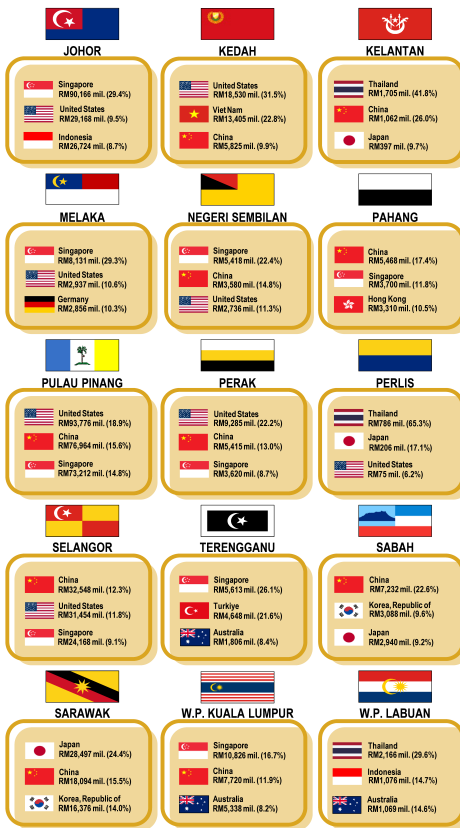 JOHOR
Singapore
RM90,166 mil. (29.4%)
United States
RM29,168 mil. (9.5%)
Indonesia
RM26,724 mil. (8.7%)
KEDAH
United States
RM18,530 mil. (31.5%)
Viet Nam
RM13,405 mil. (22.8%)
China
RM5,825 mil. (9.9%)
KELANTAN
Thailand
RM1,705 mil. (41.8%)
China
RM1,062 mil. (26.0%)
Japan
RM397 mil. (9.7%)
MELAKA
Singapore
RM8,131 mil. (29.3%)
United States
RM2,937 mil. (10.6%)
Germany
RM2,856 mil. (10.3%)
NEGERI SEMBILAN
Singapore
RM5,418 mil. (22.4%)
China
RM3,580 mil. (14.8%)
United States
RM2,736 mil. (11.3%)
PAHANG
China
RM5,468 mil. (17.4%)
Singapore
RM3,700 mil. (11.8%)
Hong Kong
RM3,310 mil. (10.5%)
PULAU PINANG
United States
RM93,776 mil. (18.9%)
China
RM76,964 mil. (15.6%)
Singapore
RM73,212 mil. (14.8%)
PERAK
United States
RM9,285 mil. (22.2%)
China
RM5,415 mil. (13.0%)
Singapore
RM3,620 mil. (8.7%)
PERLIS
Thailand
RM786 mil. (65.3%)
Japan
RM206 mil. (17.1%)
United States
RM75 mil. (6.2%)
SELANGOR
China
RM32,548 mil. (12.3%)
United States
RM31,454 mil. (11.8%)
Singapore
RM24,168 mil. (9.1%)
TERENGGANU
Singapore
RM5,613 mil. (26.1%)
Turkiye
RM4,648 mil. (21.6%)
Australia
RM1,806 mil. (8.4%)
SABAH
China
RM7,232 mil. (22.6%)
Korea, Republic of
RM3,088 mil. (9.6%)
Japan
RM2,940 mil. (9.2%)
SARAWAK
Japan
RM28,497 mil. (24.4%)
China
RM18,094 mil. (15.5%)
Korea, Republic of
RM16,376 mil. (14.0%)
W.P. KUALA LUMPUR
Singapore
RM10,826 mil. (16.7%)
China
RM7,720 mil. (11.9%)
Australia
RM5,338 mil. (8.2%)
W.P. LABUAN
Thailand
RM2,166 mil. (29.6%)
Indonesia
RM1,076 mil. (14.7%)
Australia
RM1,069 mil. (14.6%)